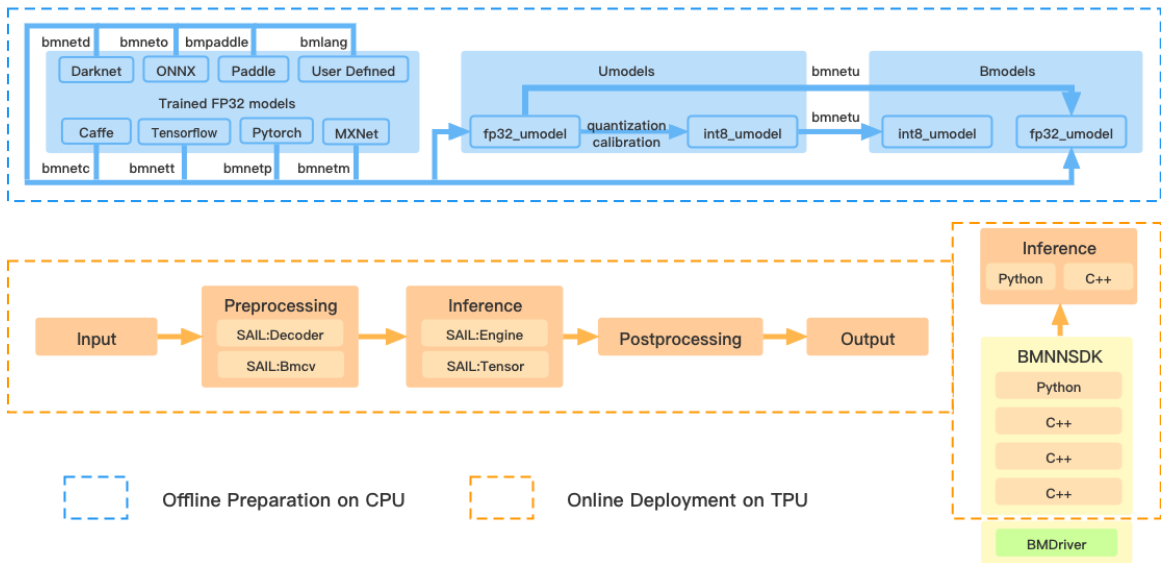 bmnetd
bmneto
bmpaddle
bmlang
Darknet
ONNX
Paddle
User Defined
Trained FP32 models
Caffe
Tensorflow
Pytorch
MXNet
bmnetc
bmnett
bmnetp
bmnetm
Umodels
fp32_umodel
quantization
calibration
int8_umodel
bmnetu
bmnetu
Bmodels
int8_umodel
fp32_umodel
Input
Preprocessing
SAIL:Decoder
SAIL:Bmcv
Inference
SAIL:Engine
SAIL:Tensor
Postprocessing
Output
Inference
Python
C++
BMNNSDK
Python
C++
C++
C++
BMDriver
Offline Preparation on CPU
Online Deployment on TPU